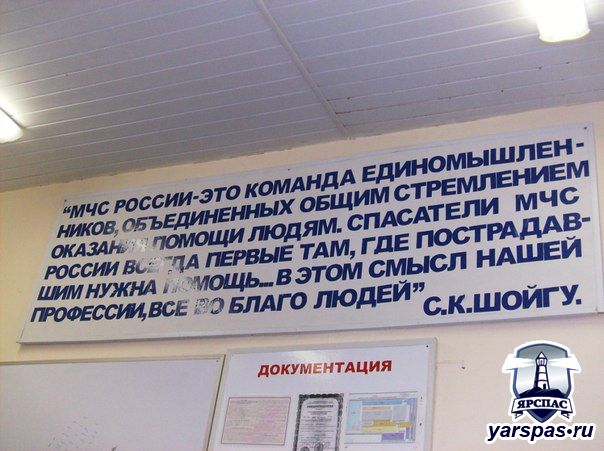 "МЧС РОССИИ-ЭТО КОМАНДА ЕДИНОМЫШЛЕН-
НИКОВ, ОБЪЕДИНЕННЫХ ОБЩИМ СТРЕМЛЕНИЕМ
ОКАЗАНИЯ ПОМОЩИ ЛЮДЯМ. СПАСАТЕЛИ МЧС
РОССИИ ВСЕГДА ПЕРВЫЕ ТАМ, ГДЕ ПОСТРАДАВ-
ШИМ НУЖНА ПОМОЩЬ... В ЭТОМ СМЫСЛ НАШЕЙ
ПРОФЕССИИ, ВСЕ ВО БЛАГО ЛЮДЕЙ"
С.К.ШОЙГУ.
ДОКУМЕНТАЦИЯ
ЯРСПАС
yarspas.ru